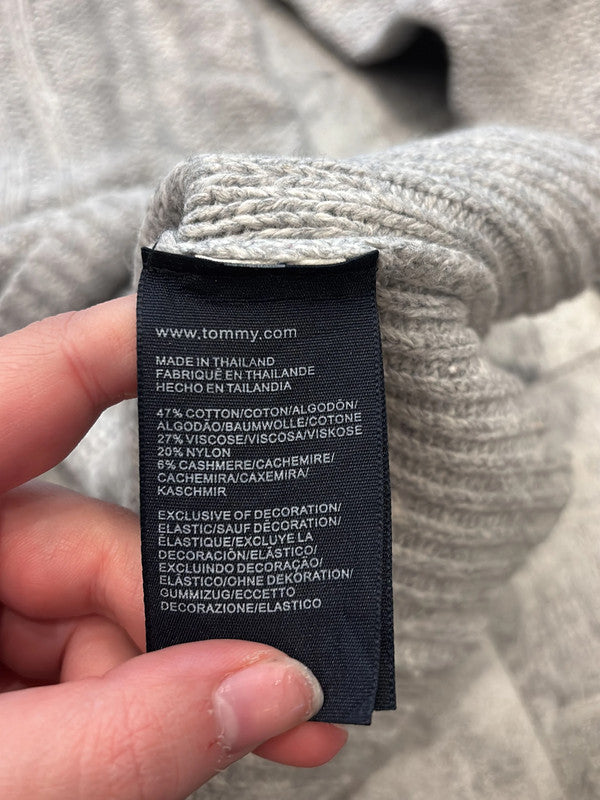 www.tommy.com
MADE IN THAILAND
FABRIQUÉ EN THAILANDE
HECHO EN TAILANDIA
47% COTTON/COTON/ALGODÓN/
ALGODÃO/BAUMWOLLE/COTONE
27% VISCOSE/VISCOSA/VISKOSE
20% NYLON
6% CASHMERE/CACHEMIRE/
CACHEMIRA/CAXEMIRA/
KASCHMIR
EXCLUSIVE OF DECORATION/
ELASTIC/SAUF DÉCORATION/
ÉLASTIQUE/EXCLUYE LA
DECORACIÓN/ELÁSTICO/
EXCLUINDO DECORAÇÃO/
ELÁSTICO/OHNE DEKORATION/
GUMMIZUG/ECCETTO
DECORAZIONE/ELASTICO